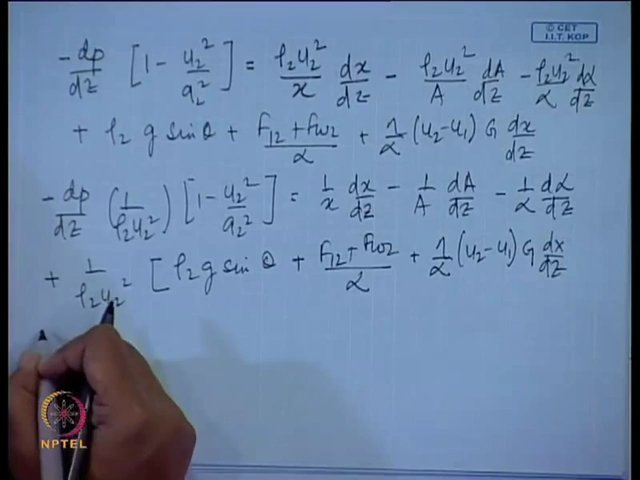 © CET
I.I.T. KGP
-dp/dz [1 - u₂²/a₂²] = ρ₂u₂²/x dx/dz - ρ₂u₂²/A dA/dz - ρ₂u₂²/α dα/dz
+ ρ₂ g sin θ + (F₁₂ + Fw₂)/α + 1/α (u₂-u₁) G dx/dz
-dp/dz (1/ρ₂u₂²) [1 - u₂²/a₂²] = 1/x dx/dz - 1/A dA/dz - 1/α dα/dz
+ 1/ρ₂u₂² [ρ₂ g sin θ + (F₁₂ + Fw₂)/α + 1/α (u₂-u₁) G dx/dz
NPTEL